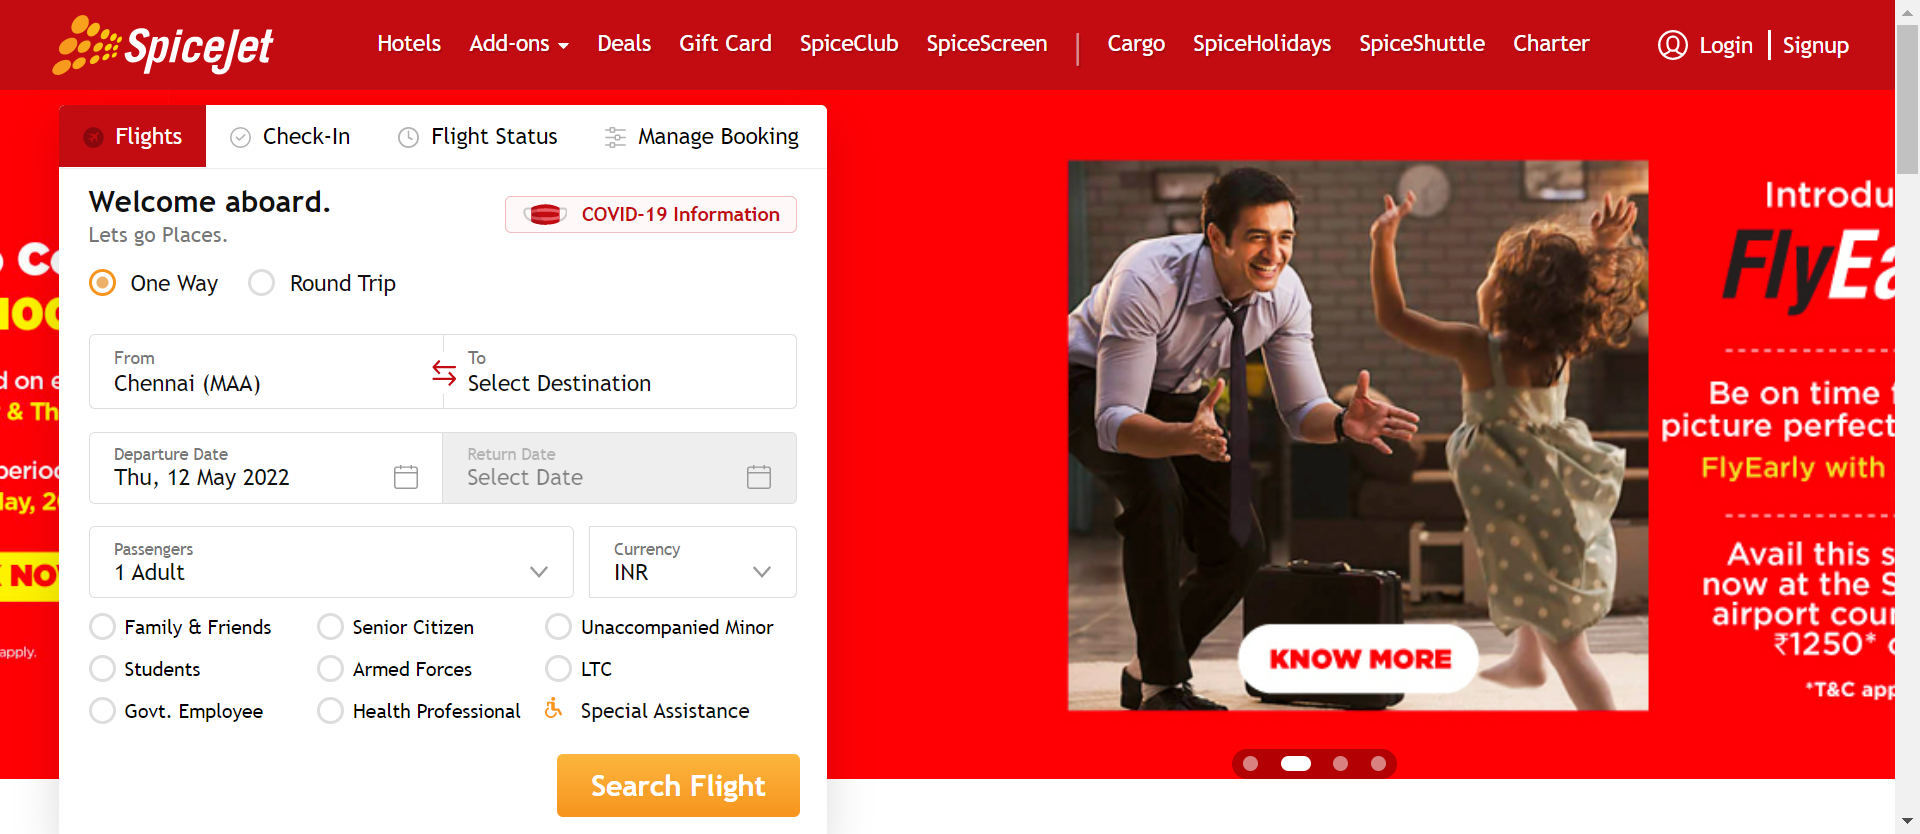 SpiceJet
Hotels Add-ons Deals Gift Card SpiceClub SpiceScreen | Cargo SpiceHolidays SpiceShuttle Charter Login | Signup
Flights Check-In Flight Status Manage Booking
Welcome aboard.
Lets go Places.
COVID-19 Information
One Way Round Trip
From
Chennai (MAA)
To
Select Destination
Departure Date
Thu, 12 May 2022
Return Date
Select Date
Passengers
1 Adult
Currency
INR
Family & Friends Senior Citizen Unaccompanied Minor
Students Armed Forces LTC
Govt. Employee Health Professional Special Assistance
Search Flight
d on
& Th
apply.
KNOW MORE
Introdu
FlyEa
Be on time
picture perfect
FlyEarly with
Avail this s
now at the S
airport cou
₹1250*
*T&C app